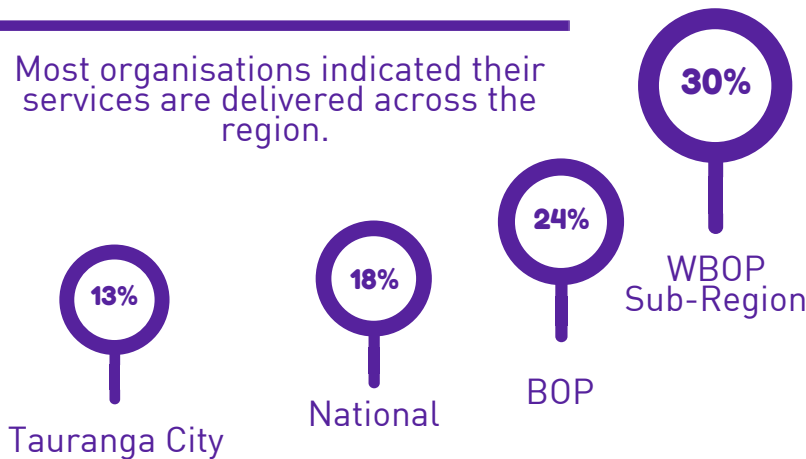 Most organisations indicated their
services are delivered across the
region.
30%
WBOP
Sub-Region
24%
BOP
18%
National
13%
Tauranga City